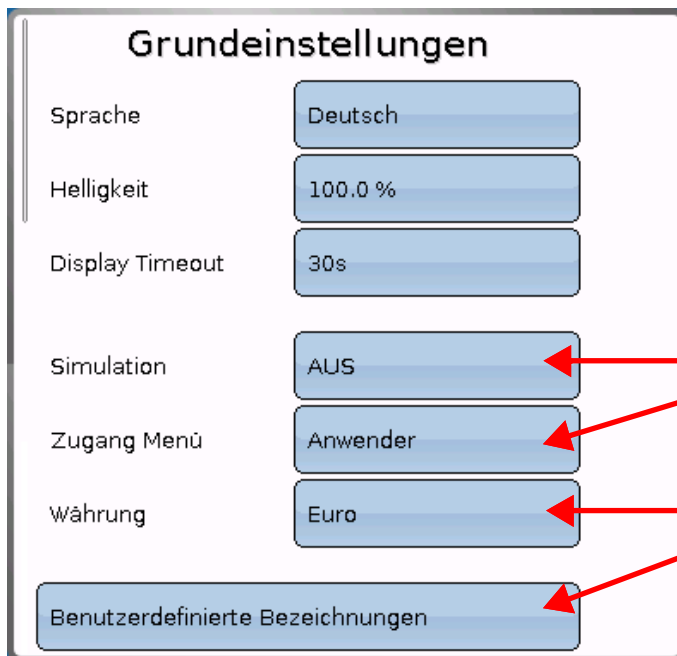 Grundeinstellungen
Sprache Deutsch
Helligkeit 100.0 %
Display Timeout 30s
Simulation AUS
Zugang Menü Anwender
Währung Euro
Benutzerdefinierte Bezeichnungen